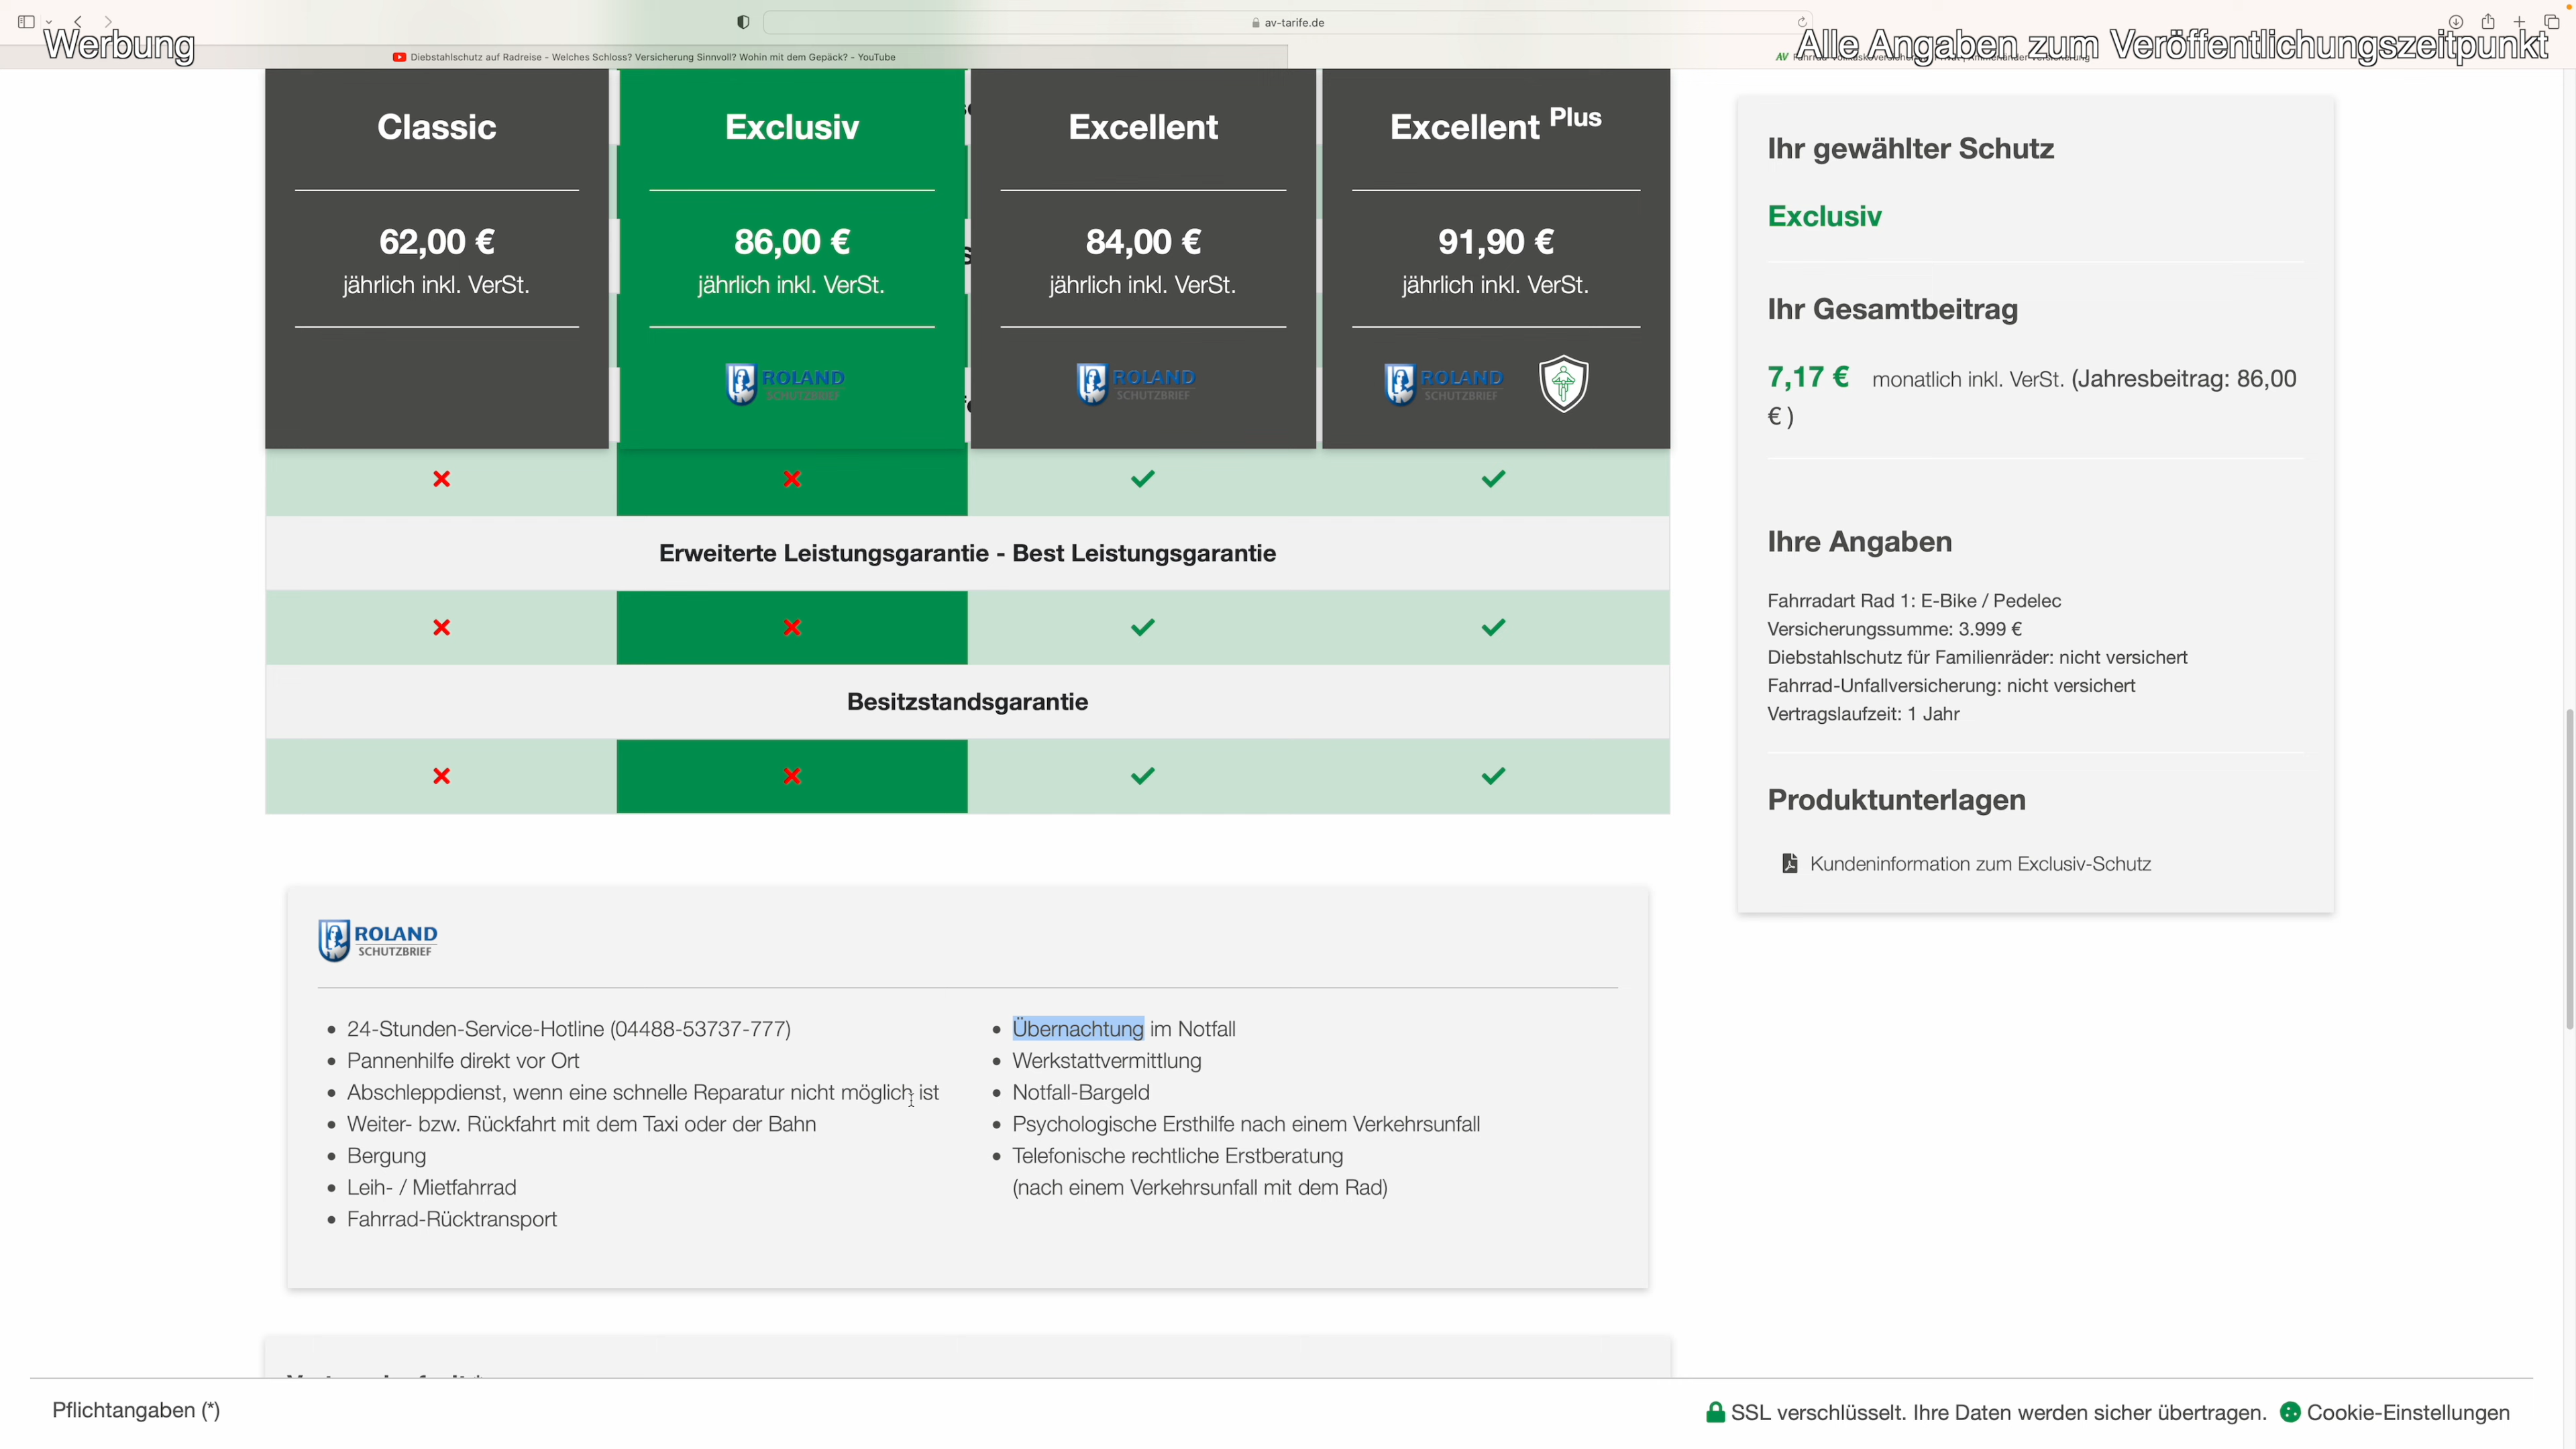 av-tarife.de
Werbung
Alle Angaben zum Veröffentlichungszeitpunkt
Diebstahlschutz auf Radreise - Welches Schloss? Versicherung Sinnvoll? Wohin mit dem Gepäck? - YouTube
Classic
Exclusiv
Excellent
Excellent Plus
62,00 €
86,00 €
84,00 €
91,90 €
jährlich inkl. VerSt.
jährlich inkl. VerSt.
jährlich inkl. VerSt.
jährlich inkl. VerSt.
ROLAND
SCHUTZBRIEF
ROLAND
SCHUTZBRIEF
ROLAND
SCHUTZBRIEF
Erweiterte Leistungsgarantie - Best Leistungsgarantie
Besitzstandsgarantie
ROLAND
SCHUTZBRIEF
24-Stunden-Service-Hotline (04488-53737-777)
Pannenhilfe direkt vor Ort
Abschleppdienst, wenn eine schnelle Reparatur nicht möglich ist
Weiter- bzw. Rückfahrt mit dem Taxi oder der Bahn
Bergung
Leih- / Mietfahrrad
Fahrrad-Rücktransport
Übernachtung im Notfall
Werkstattvermittlung
Notfall-Bargeld
Psychologische Ersthilfe nach einem Verkehrsunfall
Telefonische rechtliche Erstberatung
(nach einem Verkehrsunfall mit dem Rad)
Ihr gewählter Schutz
Exclusiv
Ihr Gesamtbeitrag
7,17 € monatlich inkl. VerSt. (Jahresbeitrag: 86,00
€ )
Ihre Angaben
Fahrradart Rad 1: E-Bike / Pedelec
Versicherungssumme: 3.999 €
Diebstahlschutz für Familienräder: nicht versichert
Fahrrad-Unfallversicherung: nicht versichert
Vertragslaufzeit: 1 Jahr
Produktunterlagen
Kundeninformation zum Exclusiv-Schutz
Pflichtangaben (*)
SSL verschlüsselt. Ihre Daten werden sicher übertragen.
Cookie-Einstellungen